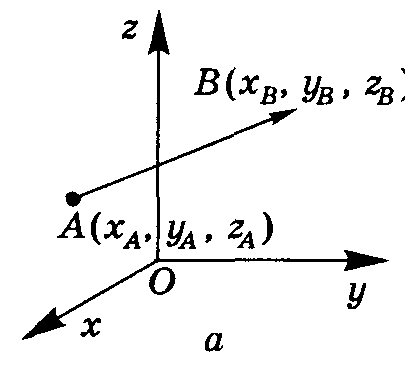 z
B(x_B, y_B, z_B)
A(x_A, y_A, z_A)
O
y
x
a